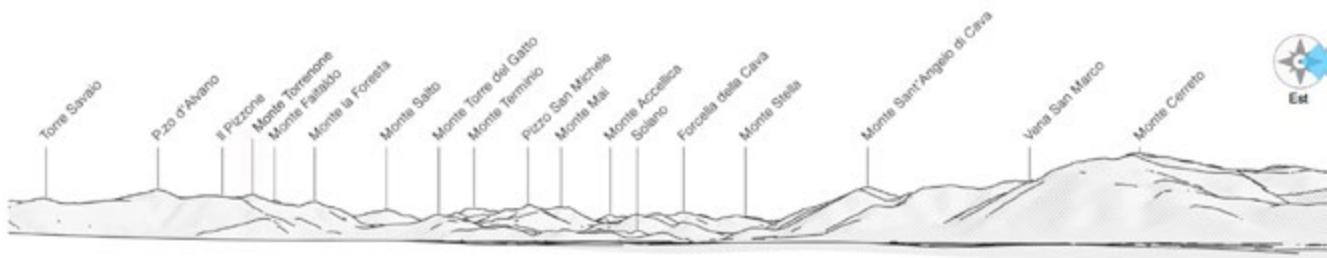 Torre Savaio
P.zo d'Alvano
Il Pizzone
Monte Torrenone
Monte Faitaldo
Monte la Foresta
Monte Salto
Monte Torre del Gatto
Monte Terminio
Pizzo San Michele
Monte Mai
Monte Accellica
Solano
Forcella della Cava
Monte Stella
Monte Sant'Angelo di Cava
Vena San Marco
Monte Cerreto
Est